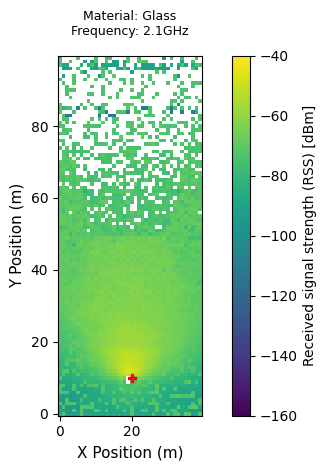 Material: Glass
Frequency: 2.1GHz
Y Position (m)
80
60
40
20
0
0
20
X Position (m)
−40
−60
−80
−100
−120
−140
−160
Received signal strength (RSS) [dBm]